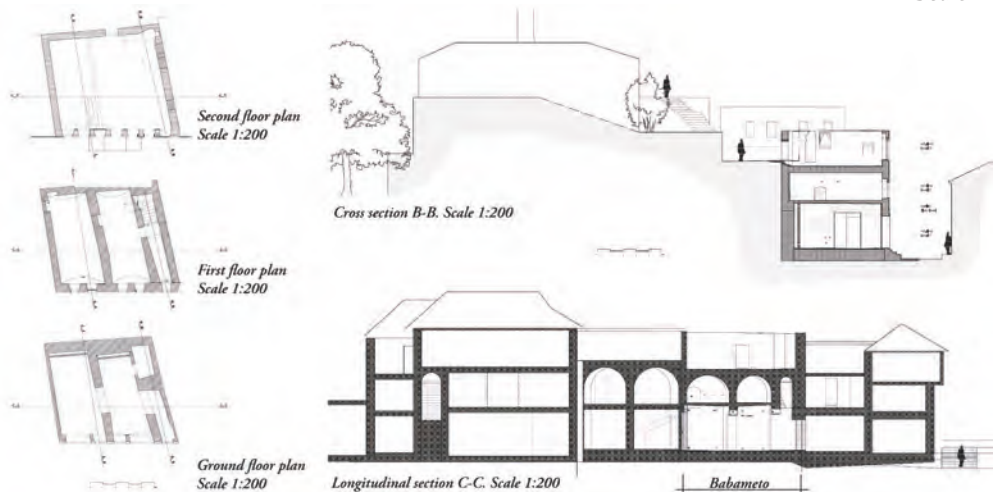 Second floor plan
Scale 1:200
Cross section B-B. Scale 1:200
First floor plan
Scale 1:200
Ground floor plan
Scale 1:200
Longitudinal section C-C. Scale 1:200
Babameto